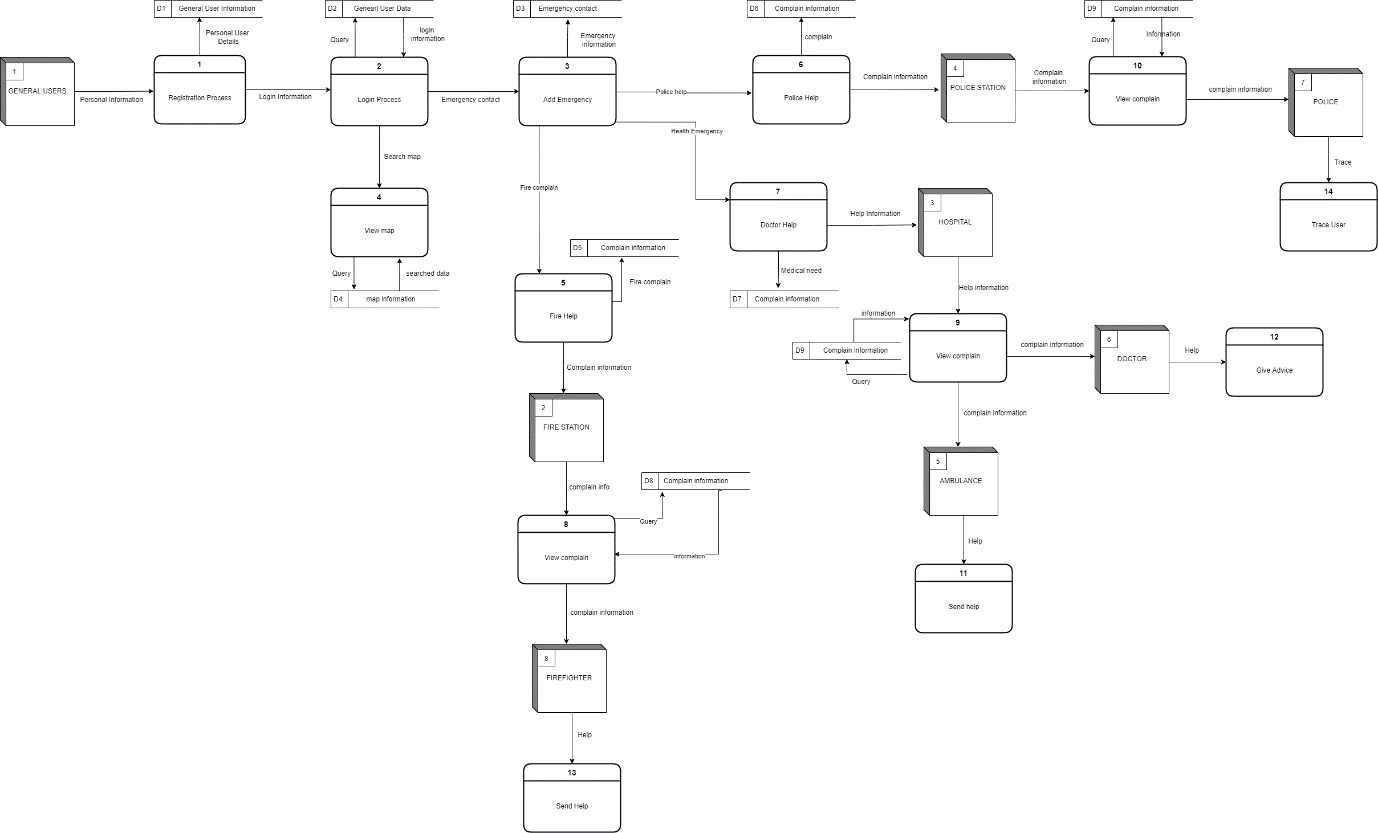 D1 General User Information
D2 Genearl User Data
D3 Emergency contact
D6 Complain information
D9 Complain information
Personal User
Details
Query
login
information
Emergency
information
complain
Query
Information
1
GENERAL USERS
Personal Information
1
Registration Process
Login Information
2
Login Process
Emergency contact
3
Add Emergency
Police help
6
Police Help
Complain information
4
POLICE STATION
Complain
information
10
View complain
complain information
7
POLICE
Health Emergency
Search map
Trace
Fire complain
4
View map
7
Doctor Help
Help Information
3
HOSPITAL
14
Trace User
D5 Complain information
Query
searched data
Medical need
Fire complain
D4 map information
5
Fire Help
D7 Complain information
Help information
information
9
View complain
D9 Complain information
Query
complain information
6
DOCTOR
Help
12
Give Advice
Complain information
2
FIRE STATION
complain information
5
AMBULANCE
complain info
D8 Complain information
Query
8
View complain
information
Help
11
Send help
complain information
8
FIREFIGHTER
Help
13
Send Help